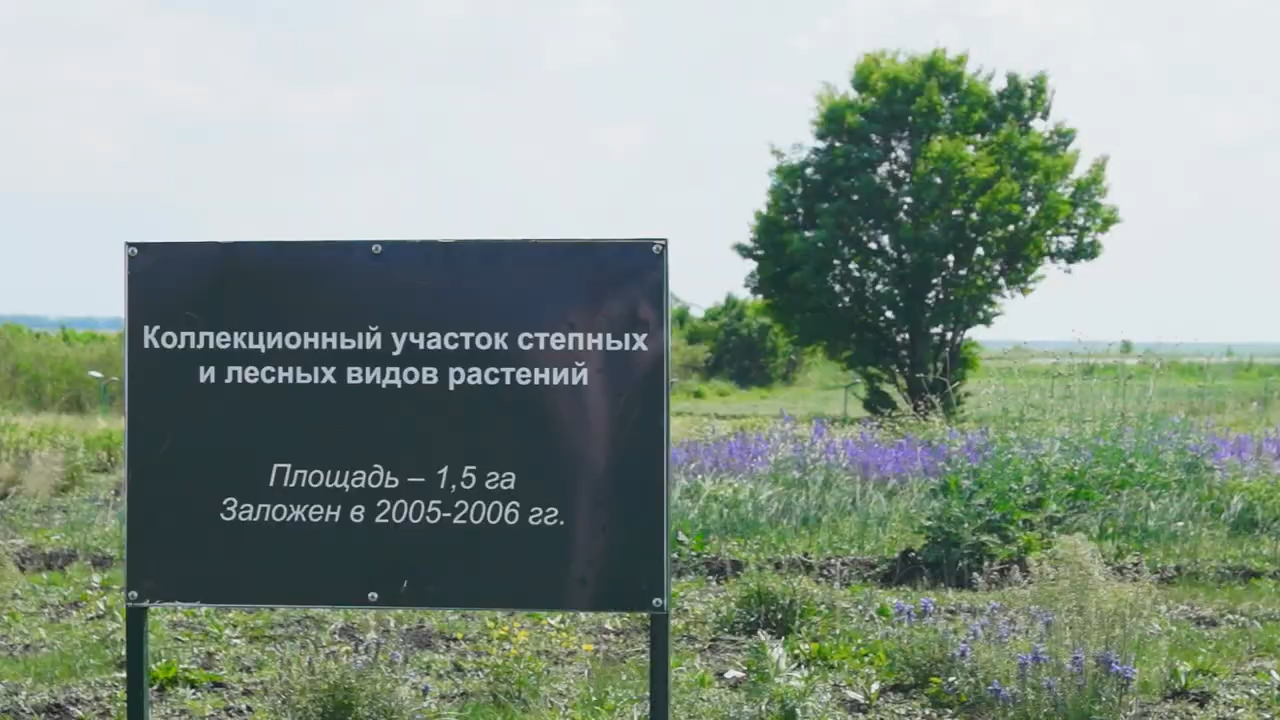 Коллекционный участок степных
и лесных видов растений
Площадь – 1,5 га
Заложен в 2005-2006 гг.